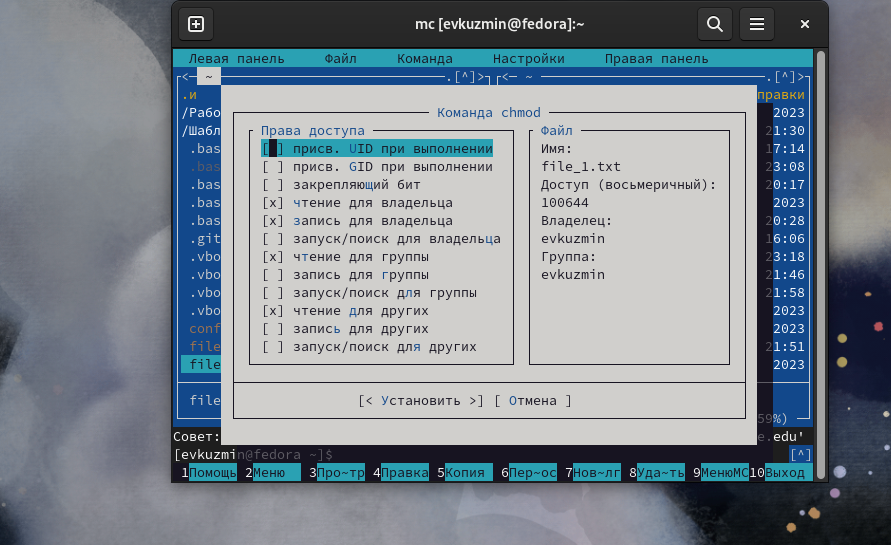 mc [evkuzmin@fedora]:~
Левая панель Файл Команда Настройки Правая панель
<— ~ .[^]> <— ~ .[^]>
.и правки
/Рабо 2023
/Шабл 21:30
.bas 17:14
.bas 23:08
.bas 20:17
.bas 2023
.bas 20:28
.git 16:06
.vbo 23:18
.vbo 21:46
.vbo 21:58
.vbo 2023
conf 2023
file 21:51
file 2023
file
59%)
Команда chmod
Права доступа
[ ] присв. UID при выполнении
[ ] присв. GID при выполнении
[ ] закрепляющий бит
[x] чтение для владельца
[x] запись для владельца
[ ] запуск/поиск для владельца
[x] чтение для группы
[ ] запись для группы
[ ] запуск/поиск для группы
[x] чтение для других
[ ] запись для других
[ ] запуск/поиск для других
Файл
Имя:
file_1.txt
Доступ (восьмеричный):
100644
Владелец:
evkuzmin
Группа:
evkuzmin
[< Установить >] [ Отмена ]
Совет: e.edu'
[evkuzmin@fedora ~]$ [^]
1Помощь 2Меню 3Про~тр 4Правка 5Копия 6Пер~ос 7Нов~лг 8Уда~ть 9МенюМС 10Выход